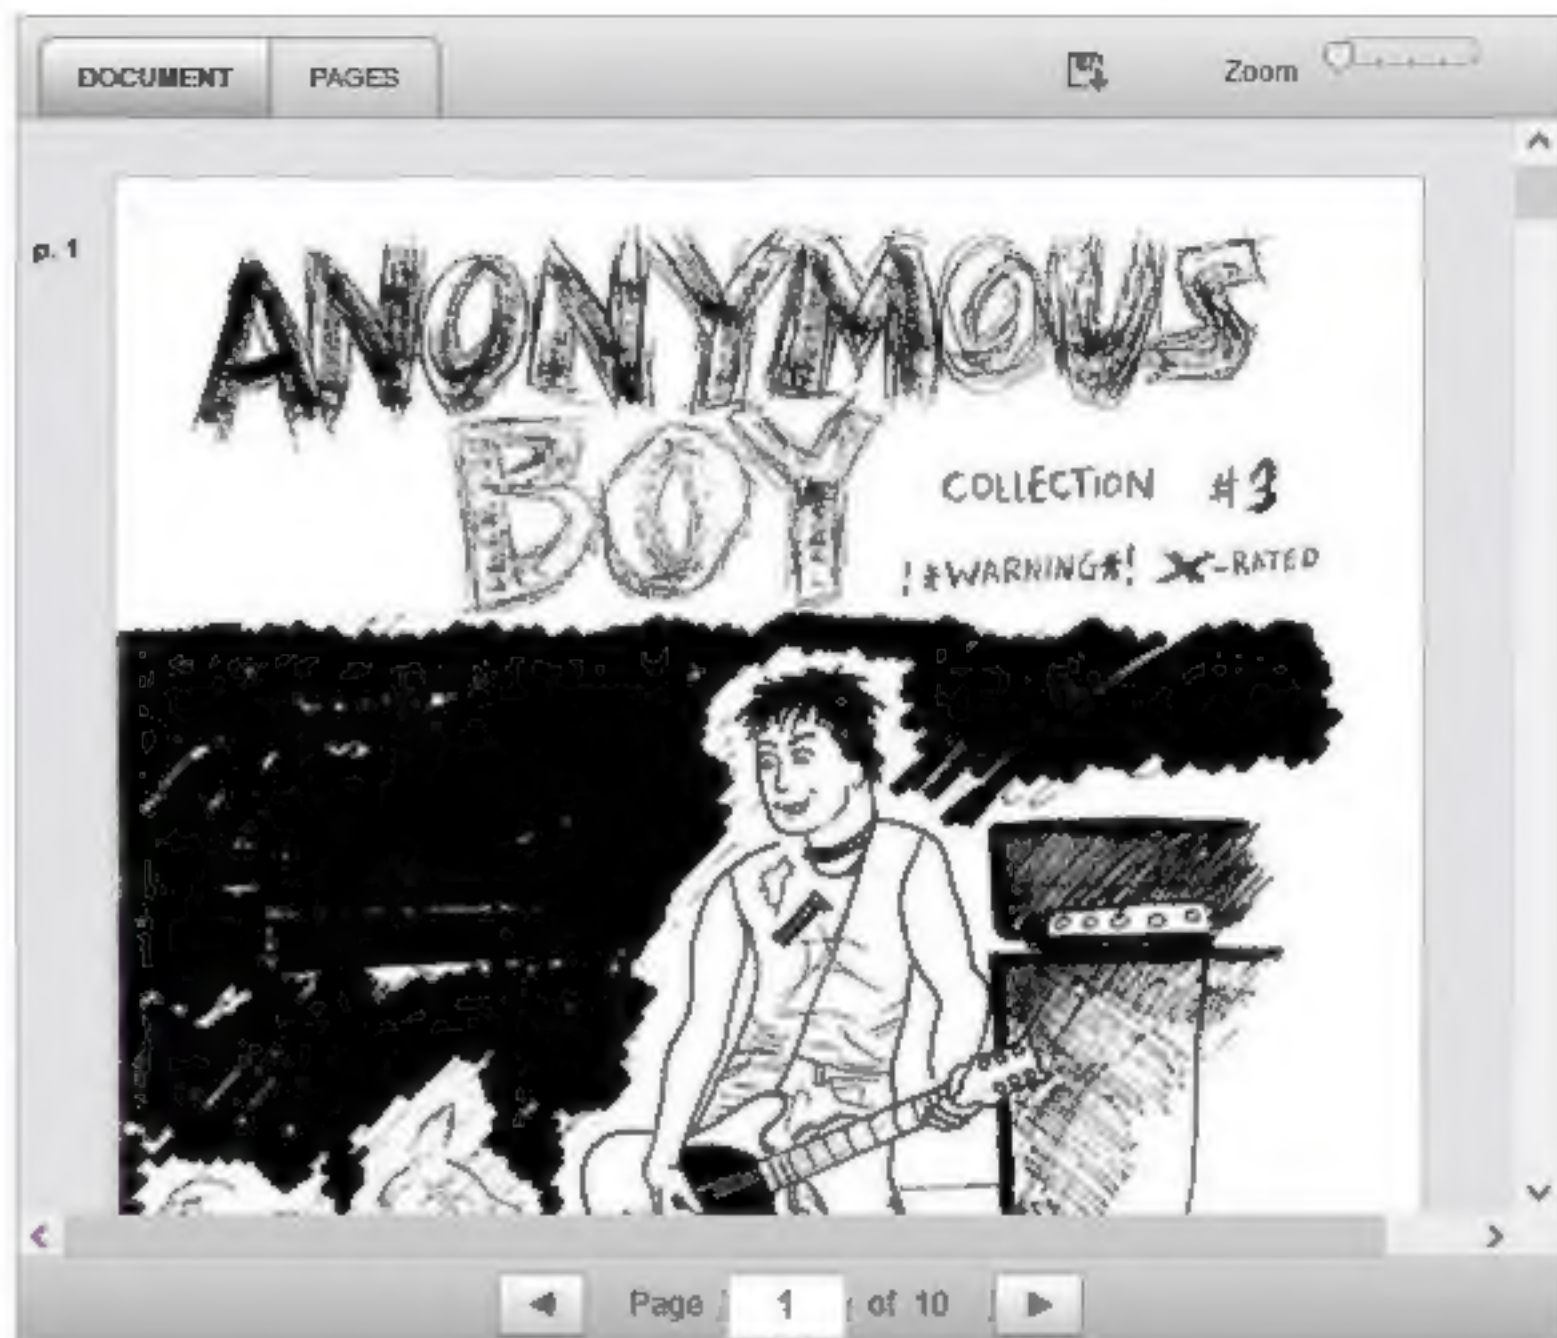 DOCUMENT PAGES Zoom
p. 1
ANONYMOUS
BOY
COLLECTION #3
!*WARNING*! X-RATED
Page 1 of 10